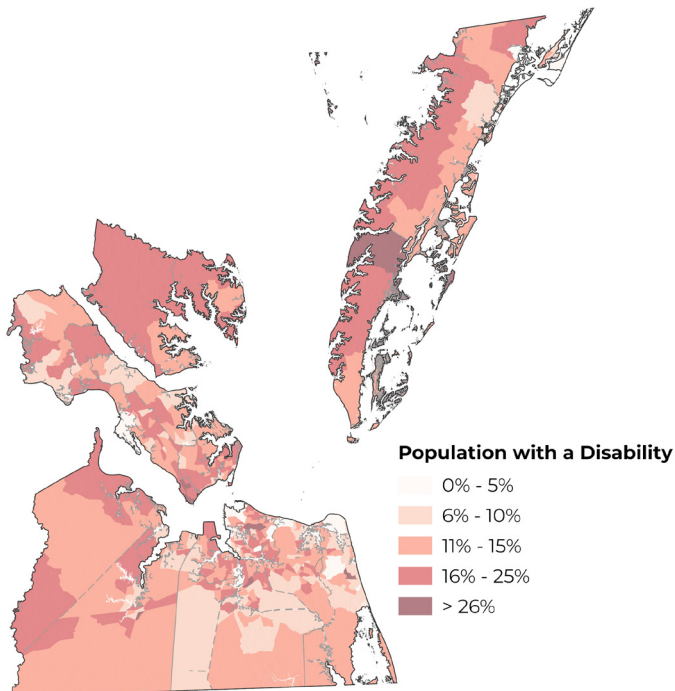 Population with a Disability
0% - 5%
6% - 10%
11% - 15%
16% - 25%
> 26%